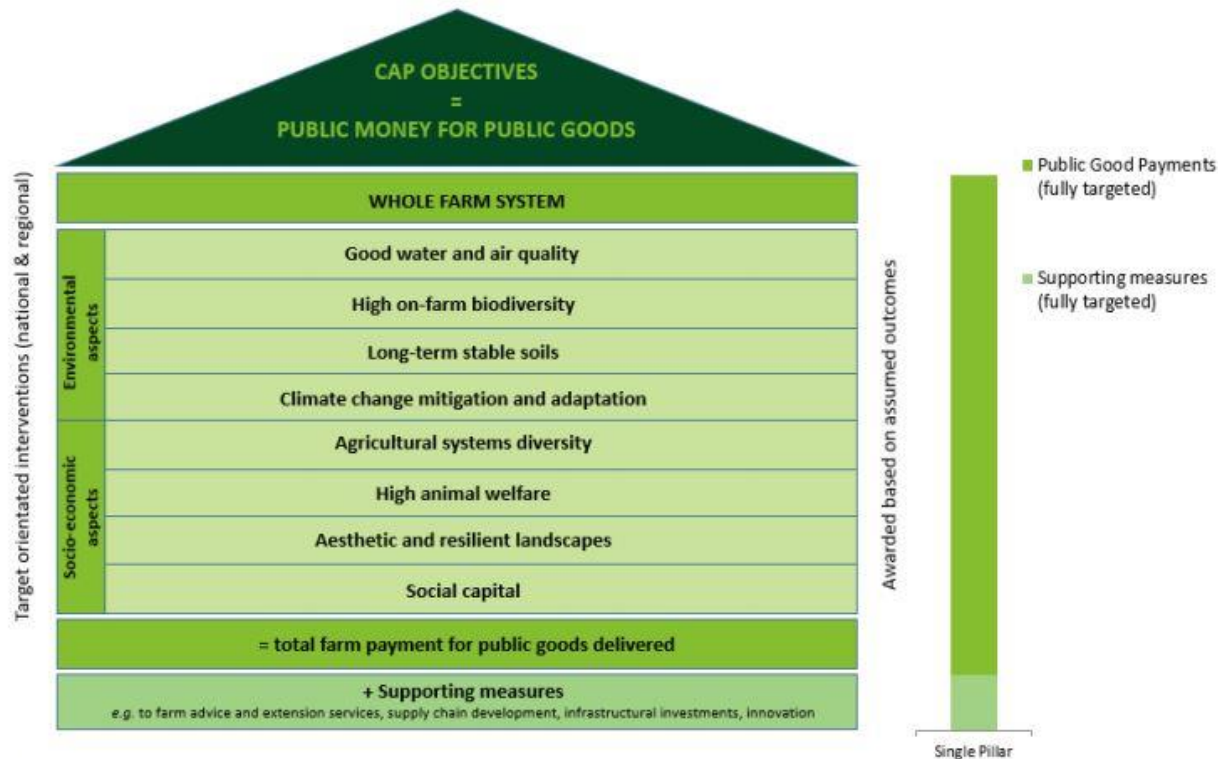 CAP OBJECTIVES
=
PUBLIC MONEY FOR PUBLIC GOODS
Target orientated interventions (national & regional)
WHOLE FARM SYSTEM
Environmental
aspects
Good water and air quality
High on-farm biodiversity
Long-term stable soils
Climate change mitigation and adaptation
Socio-economic
aspects
Agricultural systems diversity
High animal welfare
Aesthetic and resilient landscapes
Social capital
= total farm payment for public goods delivered
+ Supporting measures
e.g. to farm advice and extension services, supply chain development, infrastructural investments, innovation
Awarded based on assumed outcomes
Public Good Payments
(fully targeted)
Supporting measures
(fully targeted)
Single Pillar